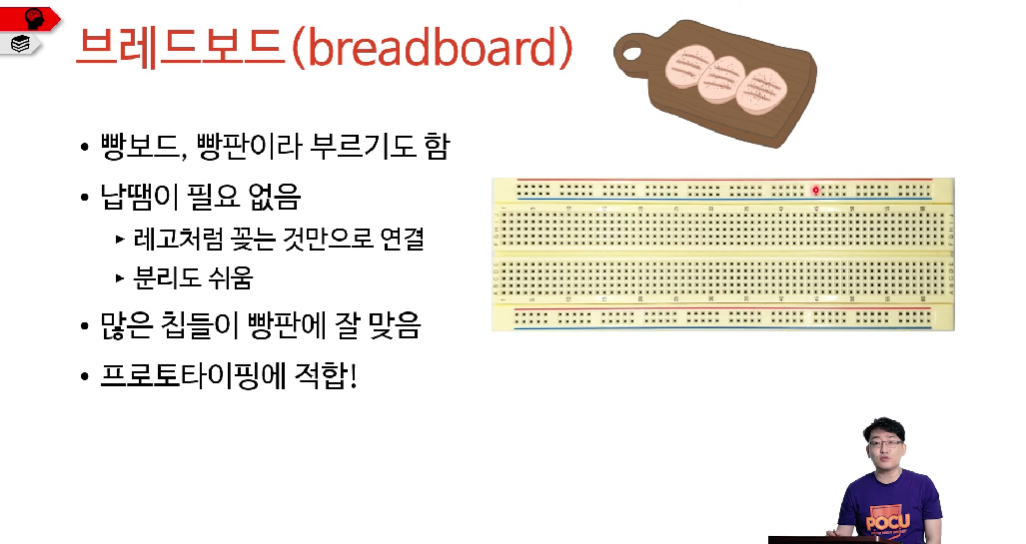 브레드보드(breadboard)
• 빵보드, 빵판이라 부르기도 함
• 납땜이 필요 없음
▸ 레고처럼 꽂는 것만으로 연결
▸ 분리도 쉬움
• 많은 칩들이 빵판에 잘 맞음
• 프로토타이핑에 적합!
POCU